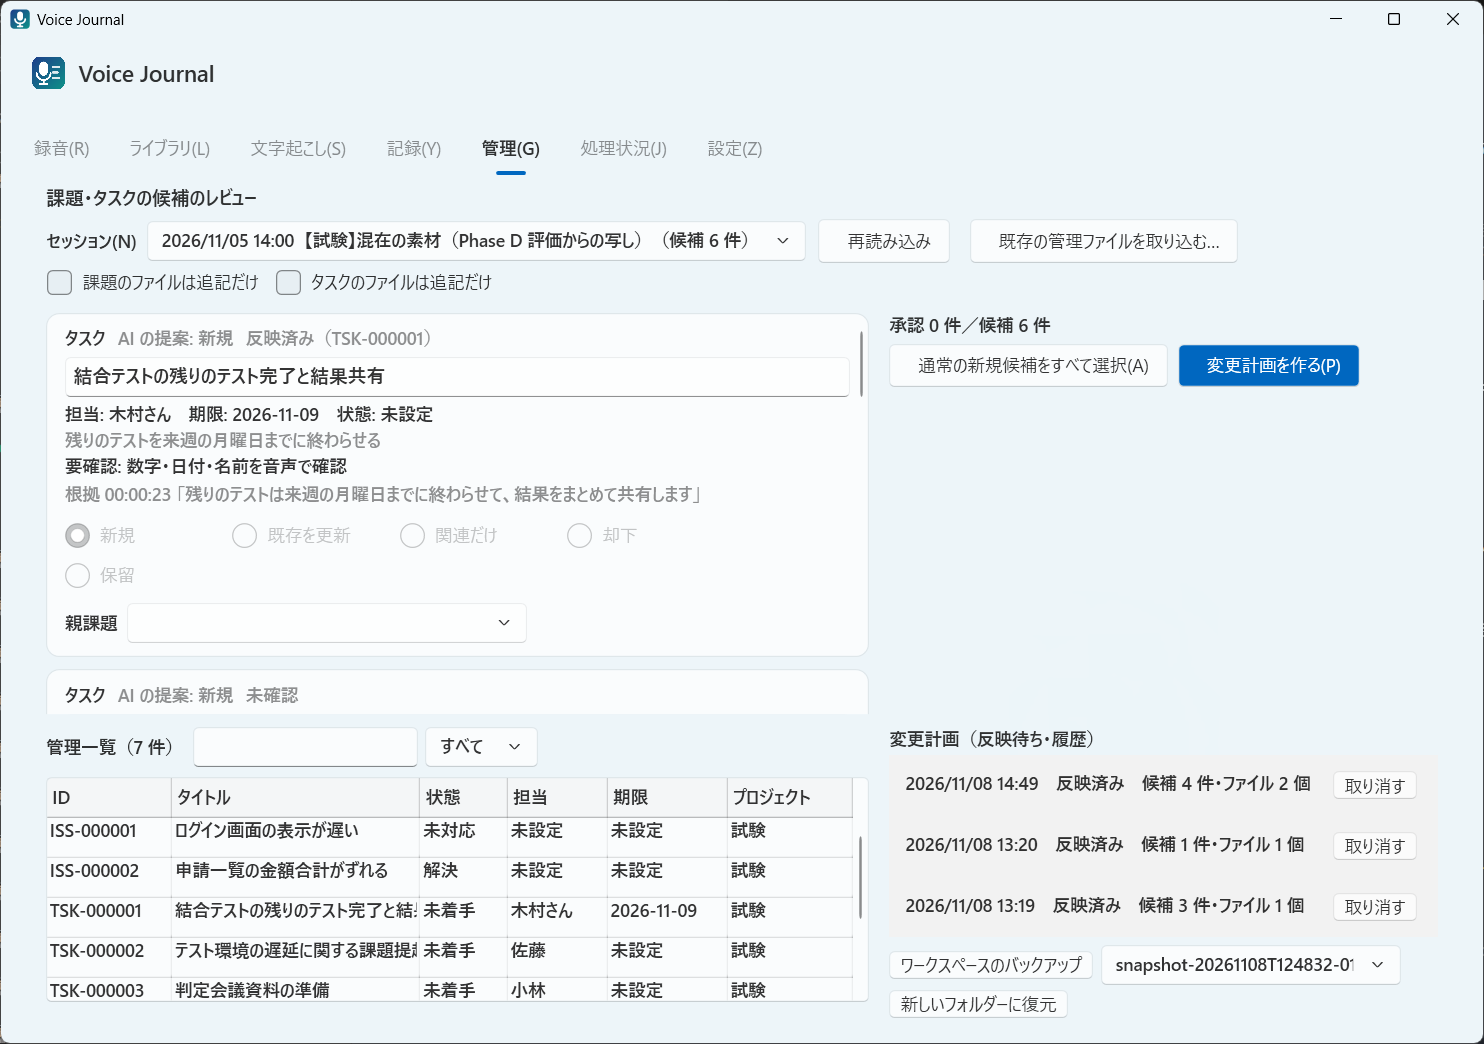 Voice Journal
Voice Journal
録音(R) ライブラリ(L) 文字起こし(S) 記録(Y) 管理(G) 処理状況(J) 設定(Z)
課題・タスクの候補のレビュー
セッション(N) 2026/11/05 14:00 【試験】混在の素材（Phase D 評価からの写し）（候補 6 件） 再読み込み 既存の管理ファイルを取り込む...
課題のファイルは追記だけ タスクのファイルは追記だけ
タスク AI の提案: 新規 反映済み（TSK-000001）
結合テストの残りのテスト完了と結果共有
担当: 木村さん 期限: 2026-11-09 状態: 未設定
残りのテストを来週の月曜日までに終わらせる
要確認: 数字・日付・名前を音声で確認
根拠 00:00:23 「残りのテストは来週の月曜日までに終わらせて、結果をまとめて共有します」
新規 既存を更新 関連だけ 却下
保留
親課題
タスク AI の提案: 新規 未確認
承認 0 件／候補 6 件
通常の新規候補をすべて選択(A) 変更計画を作る(P)
管理一覧（7 件） すべて
ID タイトル 状態 担当 期限 プロジェクト
ISS-000001 ログイン画面の表示が遅い 未対応 未設定 未設定 試験
ISS-000002 申請一覧の金額合計がずれる 解決 未設定 未設定 試験
TSK-000001 結合テストの残りのテスト完了と結 未着手 木村さん 2026-11-09 試験
TSK-000002 テスト環境の遅延に関する課題提 未着手 佐藤 未設定 試験
TSK-000003 判定会議資料の準備 未着手 小林 未設定 試験
変更計画（反映待ち・履歴）
2026/11/08 14:49 反映済み 候補 4 件・ファイル 2 個 取り消す
2026/11/08 13:20 反映済み 候補 1 件・ファイル 1 個 取り消す
2026/11/08 13:19 反映済み 候補 3 件・ファイル 1 個 取り消す
ワークスペースのバックアップ snapshot-20261108T124832-01
新しいフォルダーに復元